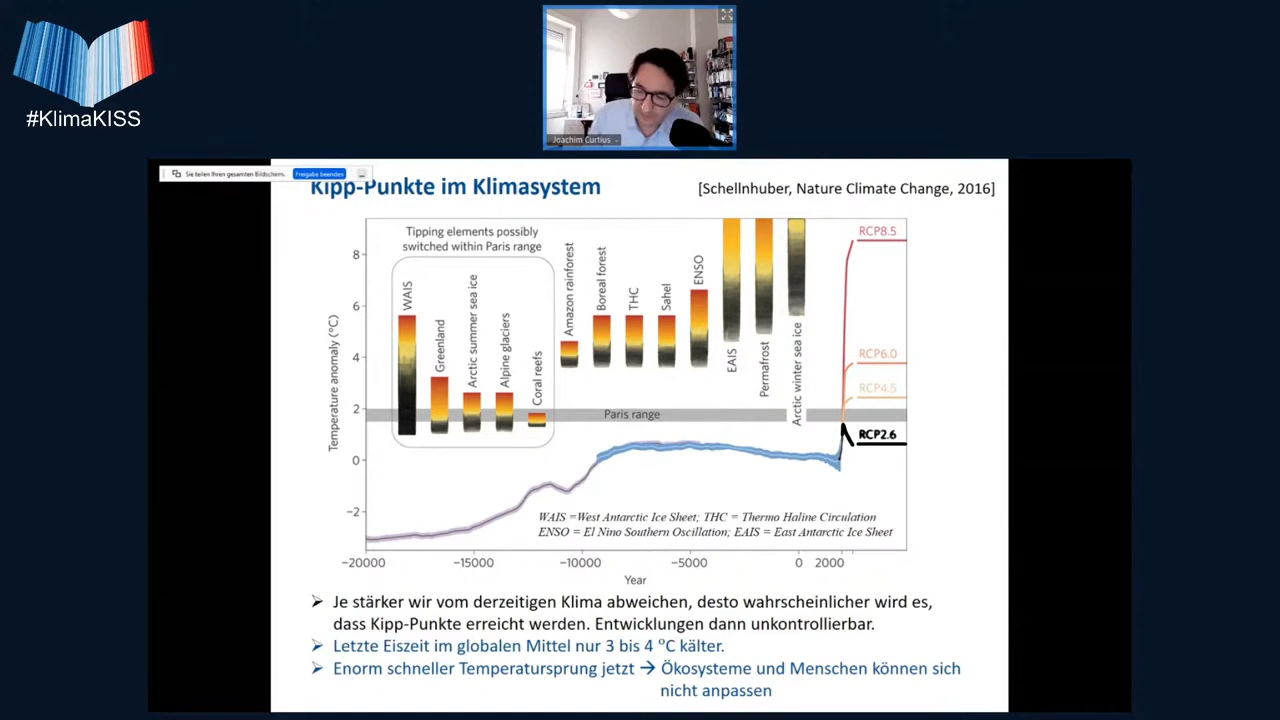 #KlimaKISS
Joachim Curtius
Sie teilen Ihren gesamten Bildschirm.
Freigabe beenden
Kipp-Punkte im Klimasystem
[Schellnhuber, Nature Climate Change, 2016]
Tipping elements possibly
switched within Paris range
WAIS
Greenland
Arctic summer sea ice
Alpine glaciers
Coral reefs
Amazon rainforest
Boreal forest
THC
Sahel
ENSO
EAIS
Permafrost
Arctic winter sea ice
RCP8.5
RCP6.0
RCP4.5
RCP2.6
Paris range
Temperature anomaly (°C)
8
6
4
2
0
−2
WAIS =West Antarctic Ice Sheet; THC = Thermo Haline Circulation
ENSO = El Nino Southern Oscillation; EAIS = East Antarctic Ice Sheet
−20000
−15000
−10000
−5000
0
2000
Year
➢ Je stärker wir vom derzeitigen Klima abweichen, desto wahrscheinlicher wird es,
dass Kipp-Punkte erreicht werden. Entwicklungen dann unkontrollierbar.
➢ Letzte Eiszeit im globalen Mittel nur 3 bis 4 °C kälter.
➢ Enorm schneller Temperatursprung jetzt → Ökosysteme und Menschen können sich
nicht anpassen